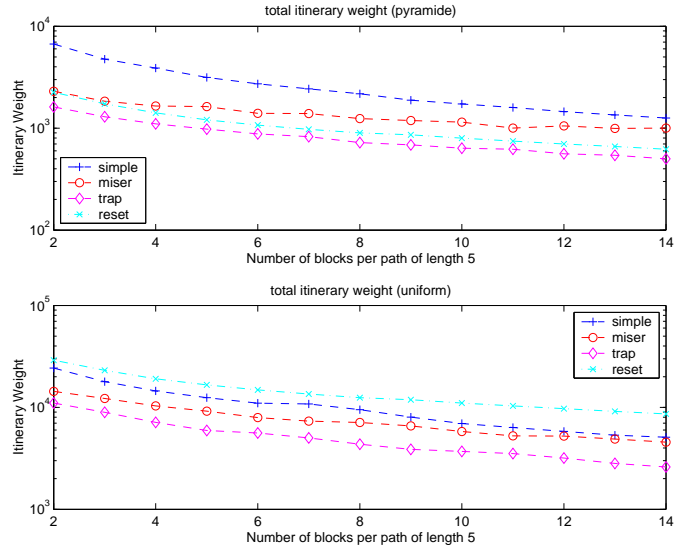 total itinerary weight (pyramide)
10^4
10^3
10^2
Itinerary Weight
simple
miser
trap
reset
2 4 6 8 10 12 14
Number of blocks per path of length 5
total itinerary weight (uniform)
10^5
10^4
10^3
Itinerary Weight
simple
miser
trap
reset
2 4 6 8 10 12 14
Number of blocks per path of length 5